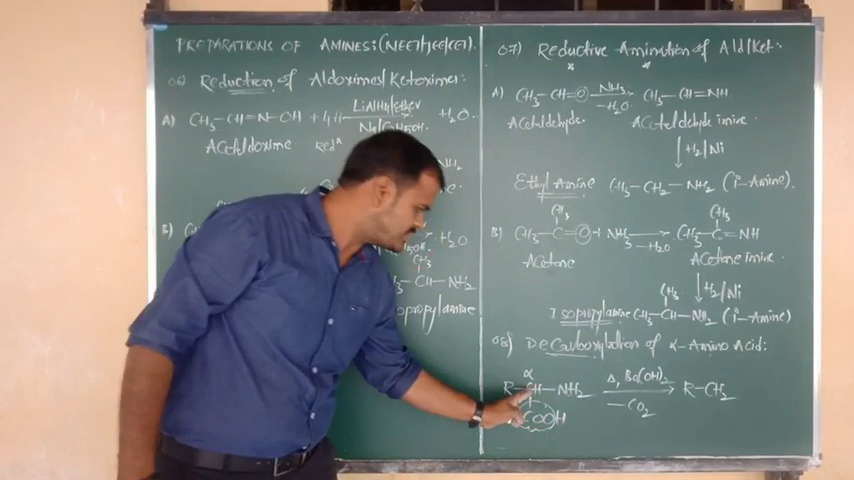 PREPARATIONS OF AMINES:(NEET/JEE/CET).
06) Reduction of Aldoximes/Ketoximes:
A) CH3-CH=N-OH + 4H LiAlH4/ether +H2O.
Na/C2H5OH.
Acetaldoxime redn
NH2
B)
+H2O
CH3
CH-NH2
Isopropylamine
07) Reductive Amination of Ald/Ket.
A) CH3-CH=O NH3 -H2O CH3-CH=NH
Acetaldehyde. Acetaldehyde imine.
H2/Ni
Ethyl Amine CH3-CH2-NH2 (1°-Amine).
CH3 CH3
B) CH3-C=O + NH3 -H2O CH3-C=NH
Acetone Acetone imine.
H2/Ni
CH3
Isopropylamine CH3-CH-NH2 (1°-Amine)
08) Decarboxylation of α-Amino Acid:
α
R-CH-NH2 Δ, Ba(OH)2 -CO2 R-CH2
COOH